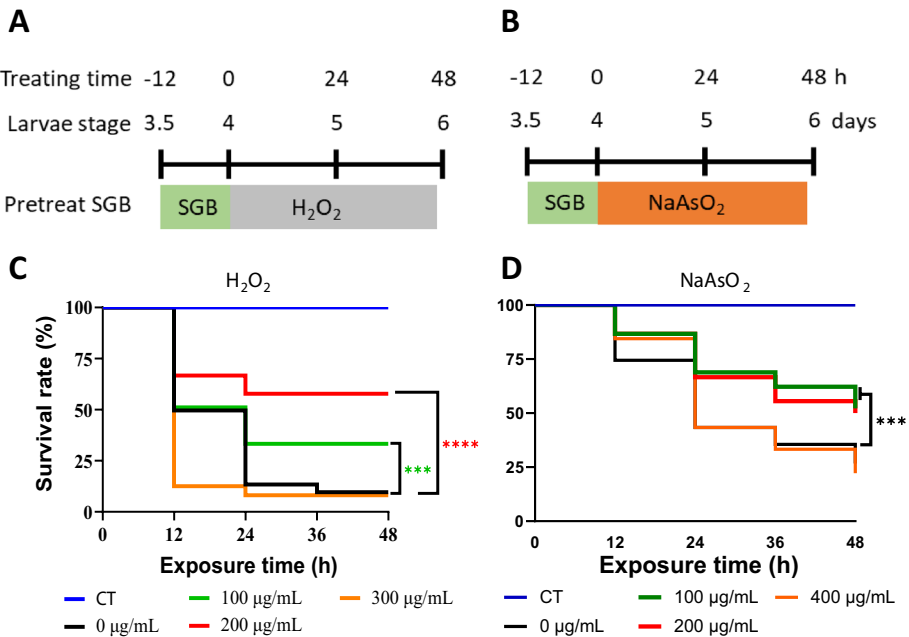 A
Treating time -12 0 24 48
Larvae stage 3.5 4 5 6
Pretreat SGB SGB H2O2
B
-12 0 24 48 h
3.5 4 5 6 days
SGB NaAsO2
C
H2O2
Survival rate (%)
100
75
50
25
0
0 12 24 36 48
Exposure time (h)
***
****
CT 100 µg/mL 300 µg/mL
0 µg/mL 200 µg/mL
D
NaAsO2
100
75
50
25
0
0 12 24 36 48
Exposure time (h)
***
CT 100 µg/mL 400 µg/mL
0 µg/mL 200 µg/mL